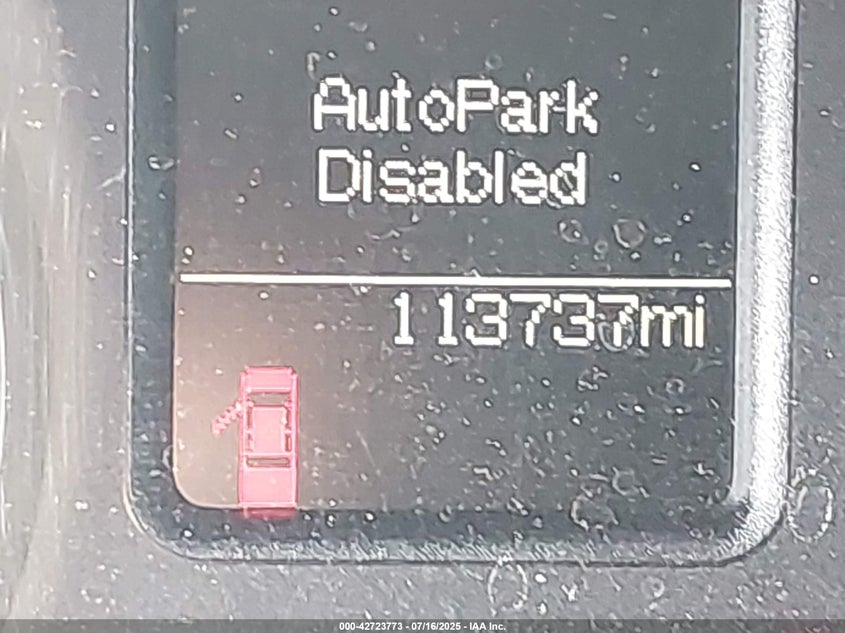 AutoPark
Disabled
113737mi
000-42723773 - 07/16/2025 - IAA Inc.